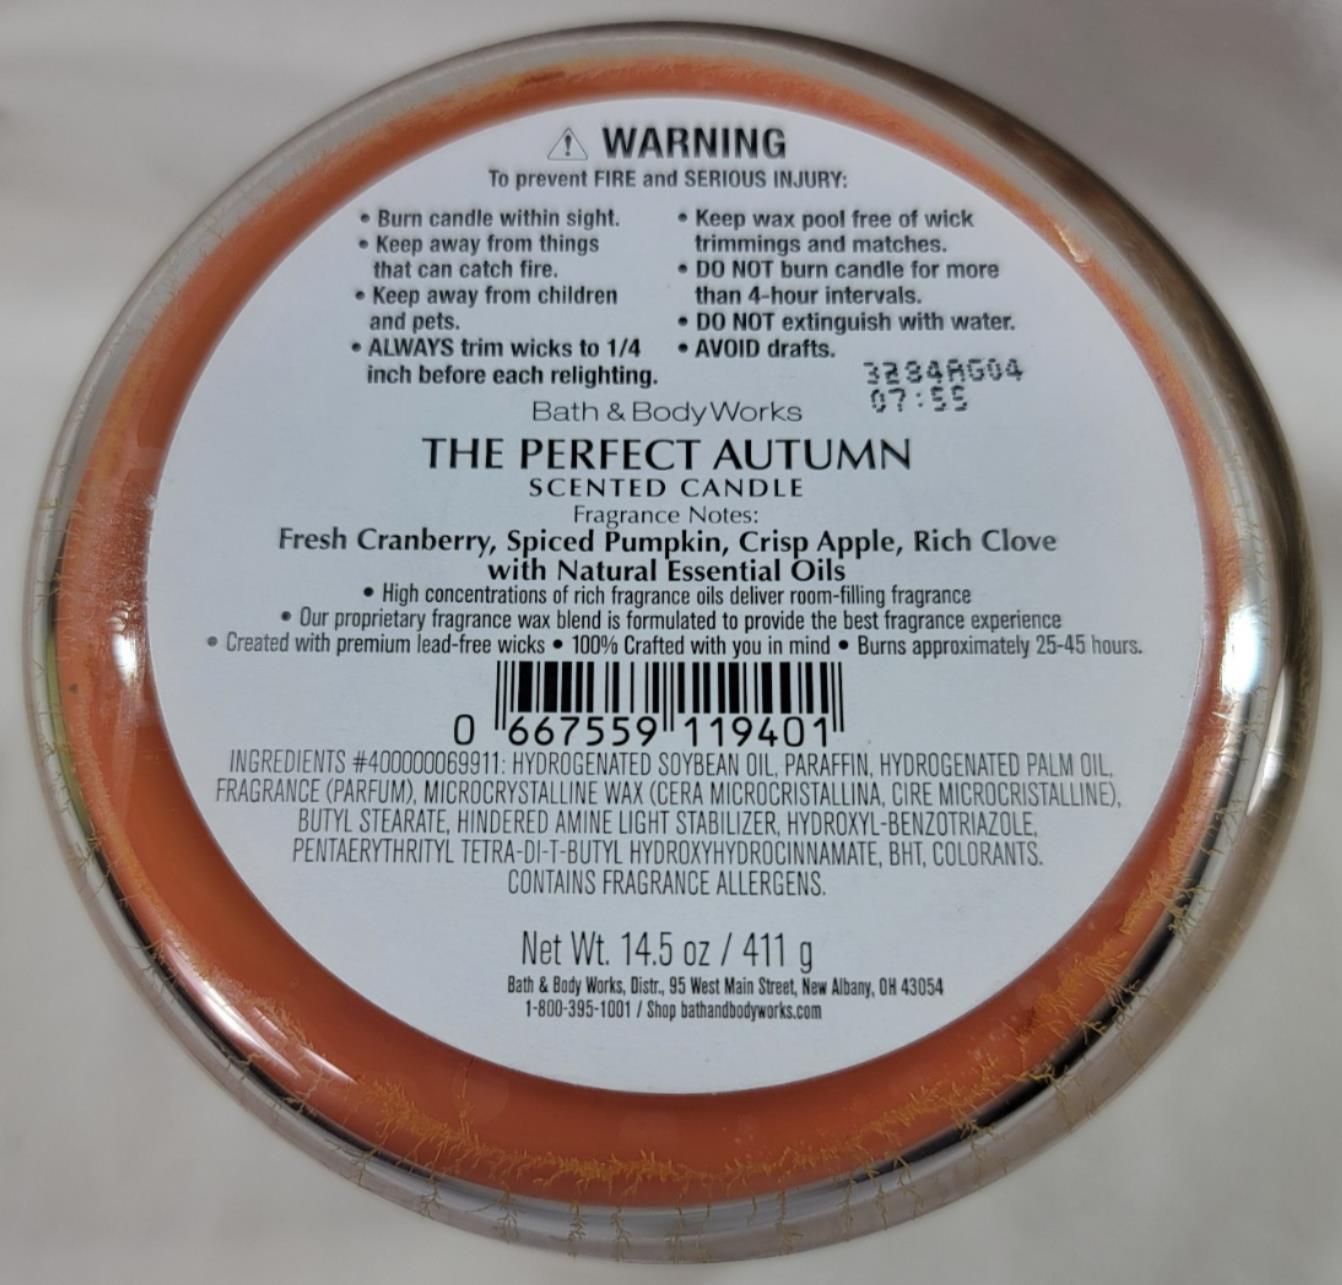 ⚠ WARNING
To prevent FIRE and SERIOUS INJURY:
• Burn candle within sight.
• Keep away from things
that can catch fire.
• Keep away from children
and pets.
• ALWAYS trim wicks to 1/4
inch before each relighting.
• Keep wax pool free of wick
trimmings and matches.
• DO NOT burn candle for more
than 4-hour intervals.
• DO NOT extinguish with water.
• AVOID drafts.
3284AG04
07:55
Bath & Body Works
THE PERFECT AUTUMN
SCENTED CANDLE
Fragrance Notes:
Fresh Cranberry, Spiced Pumpkin, Crisp Apple, Rich Clove
with Natural Essential Oils
• High concentrations of rich fragrance oils deliver room-filling fragrance
• Our proprietary fragrance wax blend is formulated to provide the best fragrance experience
• Created with premium lead-free wicks • 100% Crafted with you in mind • Burns approximately 25-45 hours.
0 667559 119401
INGREDIENTS #400000069911: HYDROGENATED SOYBEAN OIL, PARAFFIN, HYDROGENATED PALM OIL,
FRAGRANCE (PARFUM), MICROCRYSTALLINE WAX (CERA MICROCRISTALLINA, CIRE MICROCRISTALLINE),
BUTYL STEARATE, HINDERED AMINE LIGHT STABILIZER, HYDROXYL-BENZOTRIAZOLE,
PENTAERYTHRITYL TETRA-DI-T-BUTYL HYDROXYHYDROCINNAMATE, BHT, COLORANTS.
CONTAINS FRAGRANCE ALLERGENS.
Net Wt. 14.5 oz / 411 g
Bath & Body Works, Distr., 95 West Main Street, New Albany, OH 43054
1-800-395-1001 / Shop bathandbodyworks.com